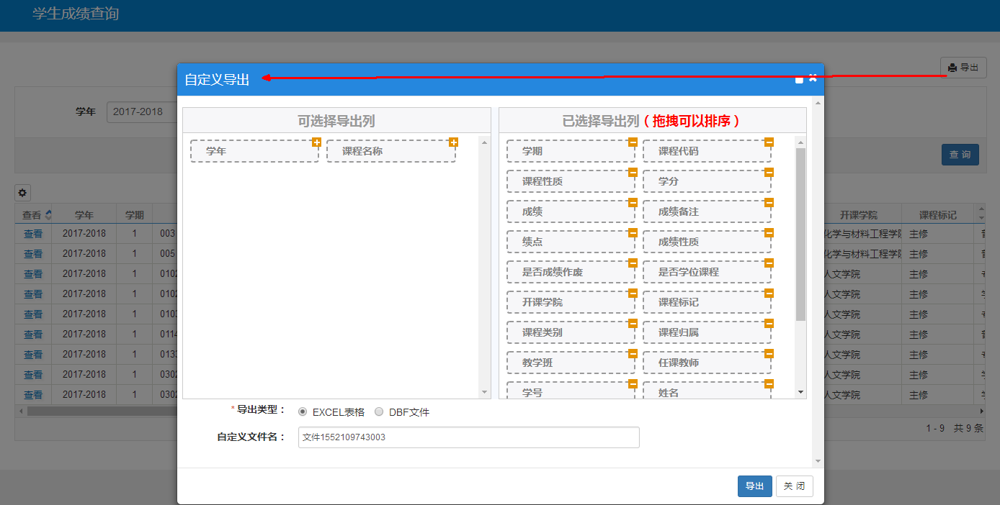 学生成绩查询
导出
自定义导出
学年 2017-2018
可选择导出列
已选择导出列（拖拽可以排序）
学年 课程名称
学期 课程代码
课程性质 学分
成绩 成绩备注
绩点 成绩性质
是否成绩作废 是否学位课程
开课学院 课程标记
课程类别 课程归属
教学班 任课教师
学号 姓名
查询
查看 学年 学期 开课学院 课程标记
查看 2017-2018 1 003 化学与材料工程学院 主修
查看 2017-2018 1 005 化学与材料工程学院 主修
查看 2017-2018 1 0102 人文学院 主修
查看 2017-2018 1 0102 人文学院 主修
查看 2017-2018 1 0103 人文学院 主修
查看 2017-2018 1 0114 人文学院 主修
查看 2017-2018 1 0133 人文学院 主修
查看 2017-2018 1 0302 人文学院 主修
查看 2017-2018 1 0302 人文学院 主修
*导出类型： EXCEL表格 DBF文件
1 - 9 共 9 条
自定义文件名： 文件1552109743003
导出 关闭